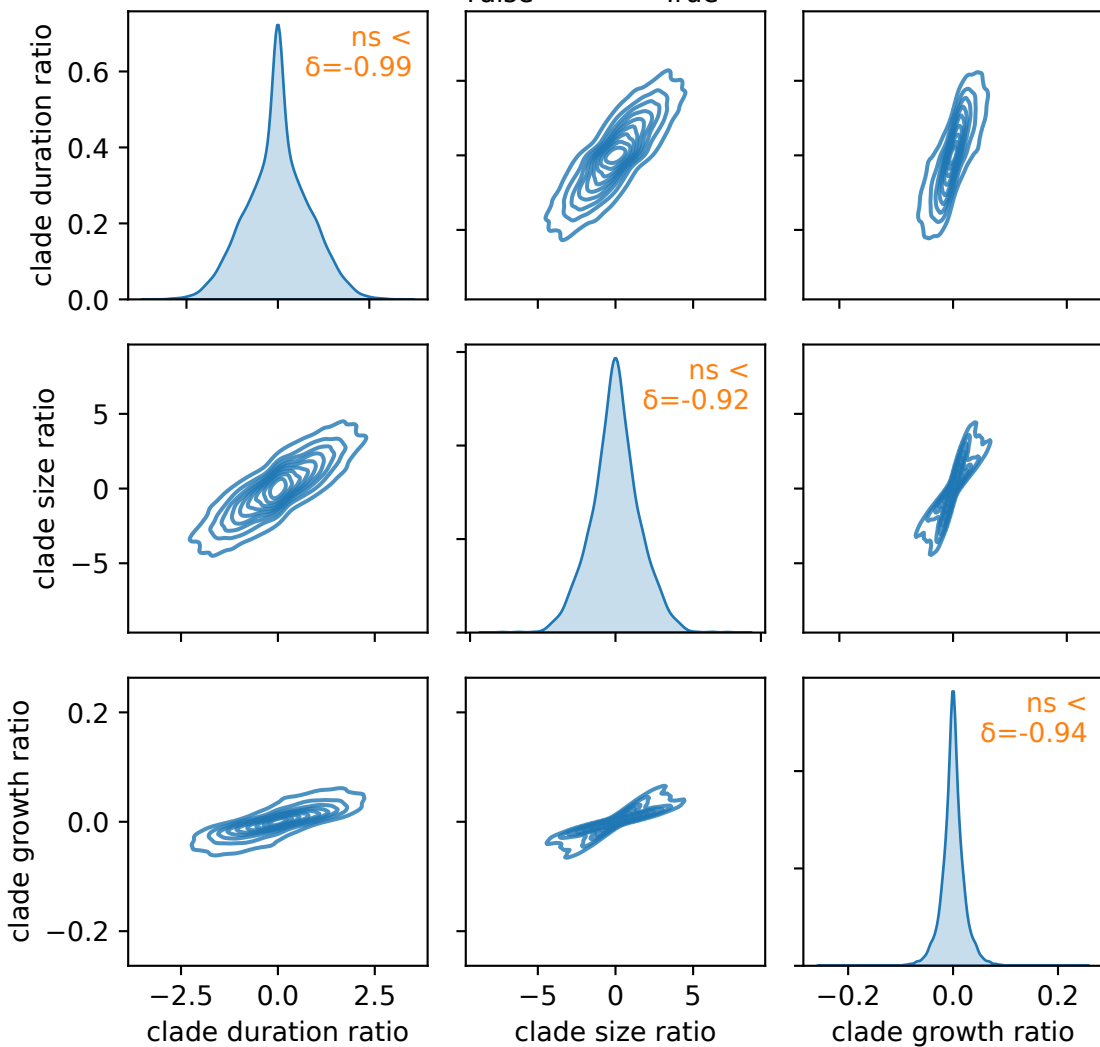 clade duration ratio
0.6
0.4
0.2
0.0
ns <
δ=-0.99
clade size ratio
5
0
−5
ns <
δ=-0.92
clade growth ratio
0.2
0.0
−0.2
ns <
δ=-0.94
−2.5 0.0 2.5
−5 0 5
−0.2 0.0 0.2
clade duration ratio
clade size ratio
clade growth ratio